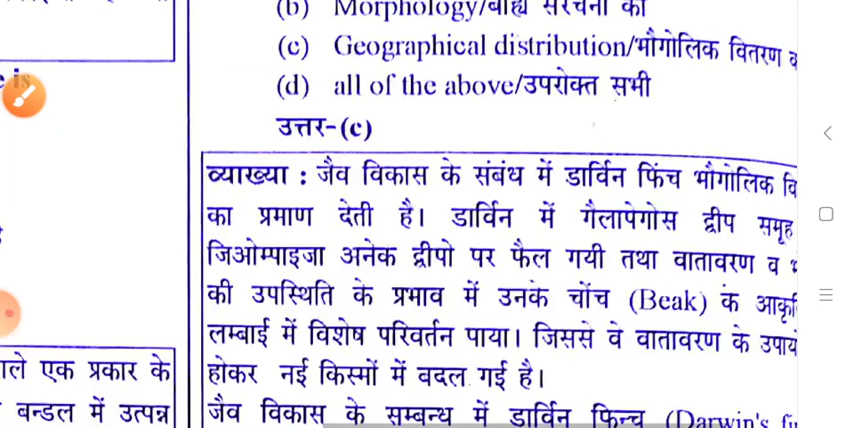 (b) Morphology/बाह्य संरचना का
(c) Geographical distribution/भौगोलिक वितरण
(d) all of the above/उपरोक्त सभी
उत्तर-(c)
is
व्याख्या : जैव विकास के संबंध में डार्विन फिंच भौगोलिक
का प्रमाण देती है। डार्विन में गैलापेगोस द्वीप समूह
जिओम्पाइजा अनेक द्वीपो पर फैल गयी तथा वातावरण व
की उपस्थिति के प्रभाव में उनके चोंच (Beak) के
लम्बाई में विशेष परिवर्तन पाया। जिससे वे वातावरण के
होकर नई किस्मों में बदल गई है।
जैव विकास के सम्बन्ध में डार्विन फिन्च (Darwin's
एक प्रकार के
बन्डल में उत्पन्न